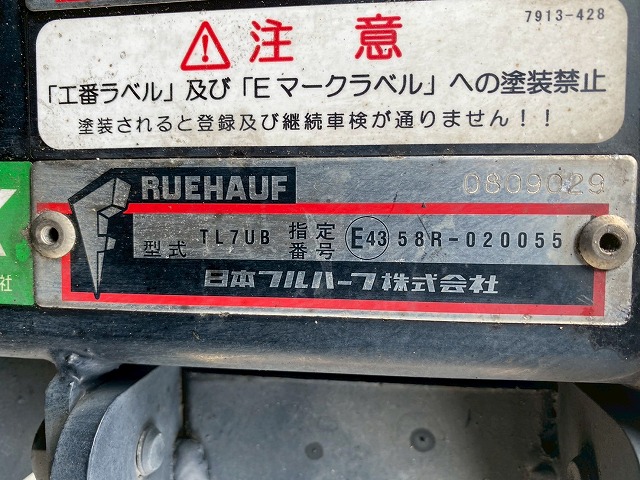 7913-428
注意
「工番ラベル」及び「Eマークラベル」への塗装禁止
塗装されると登録及び継続車検が通りません!!
FRUEHAUF 0809029
型式 TL7UB 指定番号 E43 58R-020055
日本フルハーフ株式会社
社